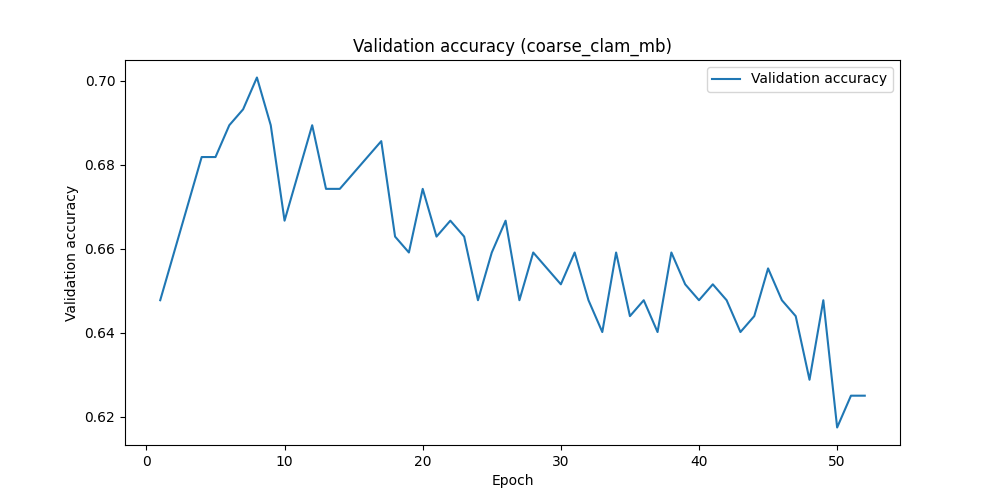 Validation accuracy (coarse_clam_mb)
Validation accuracy
0.70
0.68
0.66
0.64
0.62
Validation accuracy
0 10 20 30 40 50
Epoch